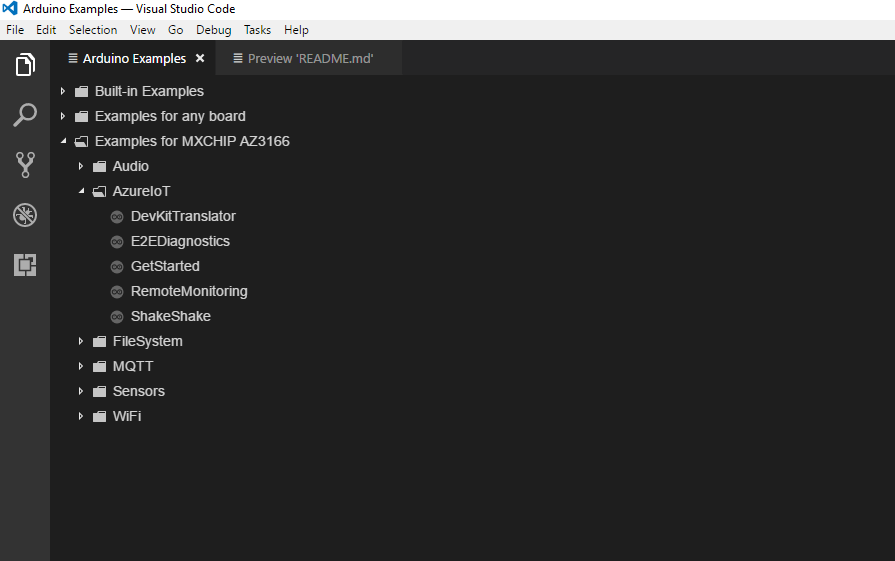 Arduino Examples — Visual Studio Code
File Edit Selection View Go Debug Tasks Help
Arduino Examples Preview 'README.md'
Built-in Examples
Examples for any board
Examples for MXCHIP AZ3166
Audio
AzureIoT
DevKitTranslator
E2EDiagnostics
GetStarted
RemoteMonitoring
ShakeShake
FileSystem
MQTT
Sensors
WiFi